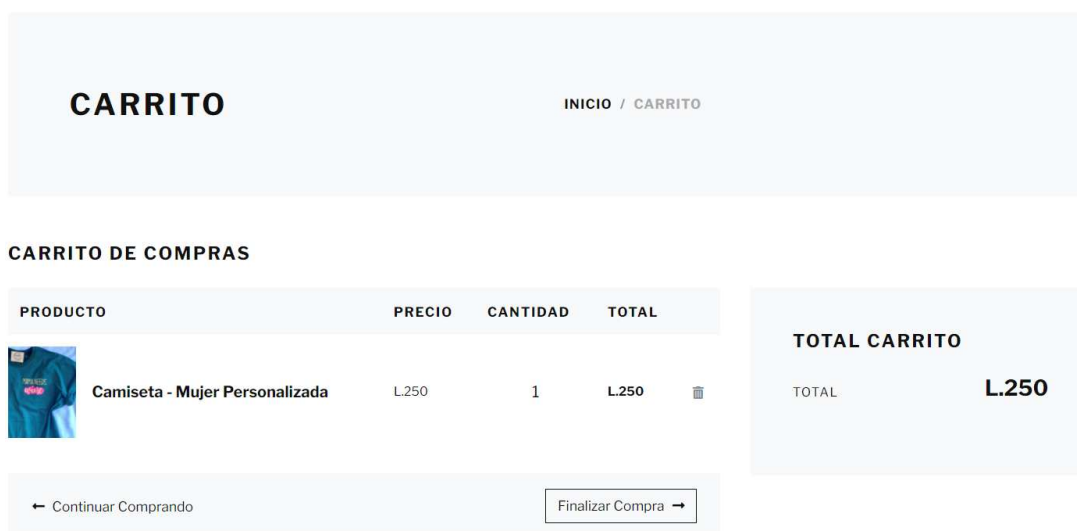 CARRITO
INICIO / CARRITO
CARRITO DE COMPRAS
PRODUCTO PRECIO CANTIDAD TOTAL
Camiseta - Mujer Personalizada L.250 1 L.250
TOTAL CARRITO
TOTAL L.250
← Continuar Comprando
Finalizar Compra →